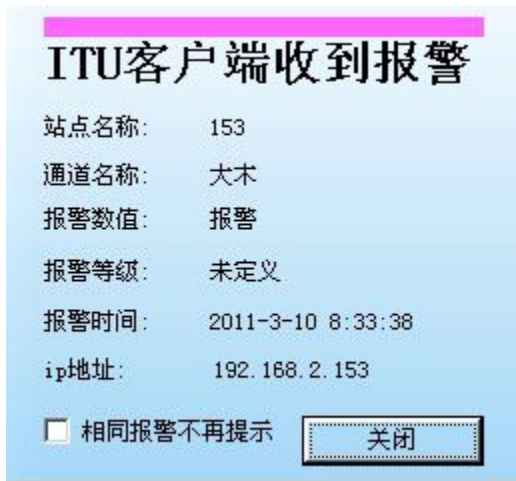 ITU客户端收到报警
站点名称: 153
通道名称: 大木
报警数值: 报警
报警等级: 未定义
报警时间: 2011-3-10 8:33:38
ip地址: 192.168.2.153
相同报警不再提示 关闭